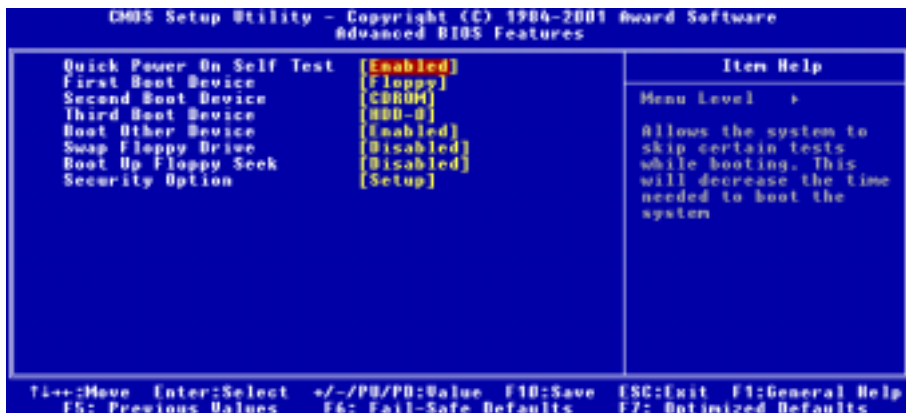 CMOS Setup Utility - Copyright (C) 1984-2001 Award Software
Advanced BIOS Features
Quick Power On Self Test [Enabled]
First Boot Device [Floppy]
Second Boot Device [CDROM]
Third Boot Device [HDD-0]
Boot Other Device [Enabled]
Swap Floppy Drive [Disabled]
Boot Up Floppy Seek [Disabled]
Security Option [Setup]
Item Help
Menu Level ▸
Allows the system to
skip certain tests
while booting. This
will decrease the time
needed to boot the
system
↑↓→←:Move Enter:Select +/-/PU/PD:Value F10:Save ESC:Exit F1:General Help
F5: Previous Values F6: Fail-Safe Defaults F7: Optimized Defaults